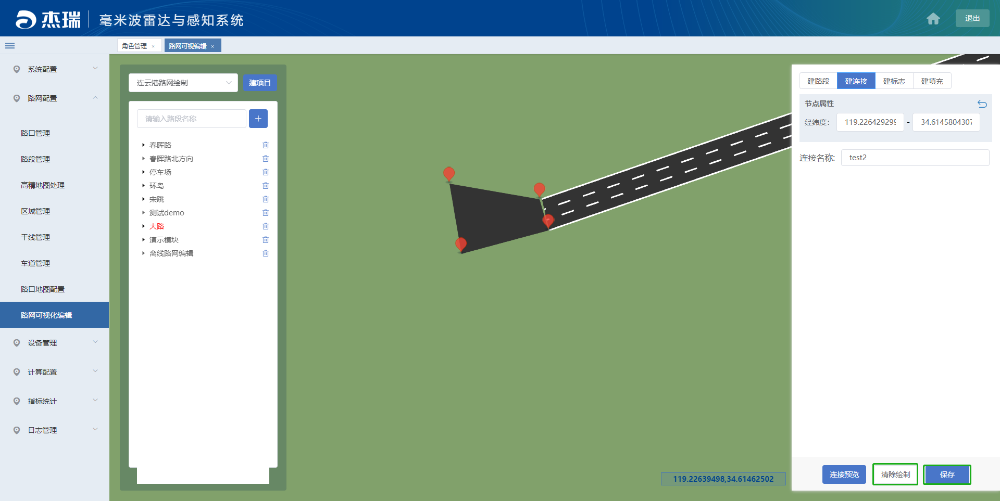 杰瑞 毫米波雷达与感知系统 退出
角色管理 × 路网可视编辑 ×
系统配置
路网配置
路口管理
路段管理
高精地图处理
区域管理
干线管理
车道管理
路口地图配置
路网可视化编辑
设备管理
计算配置
指标统计
日志管理
连云港路网绘制 建项目
请输入路段名称 +
春晖路
春晖路北方向
停车场
环岛
宋跳
测试demo
大路
演示模块
离线路网编辑
119.22639498,34.61462502
建路段 建连接 建标志 建填充
节点属性
经纬度: 119.226429299 - 34.6145804307
连接名称: test2
连接预览 清除绘制 保存